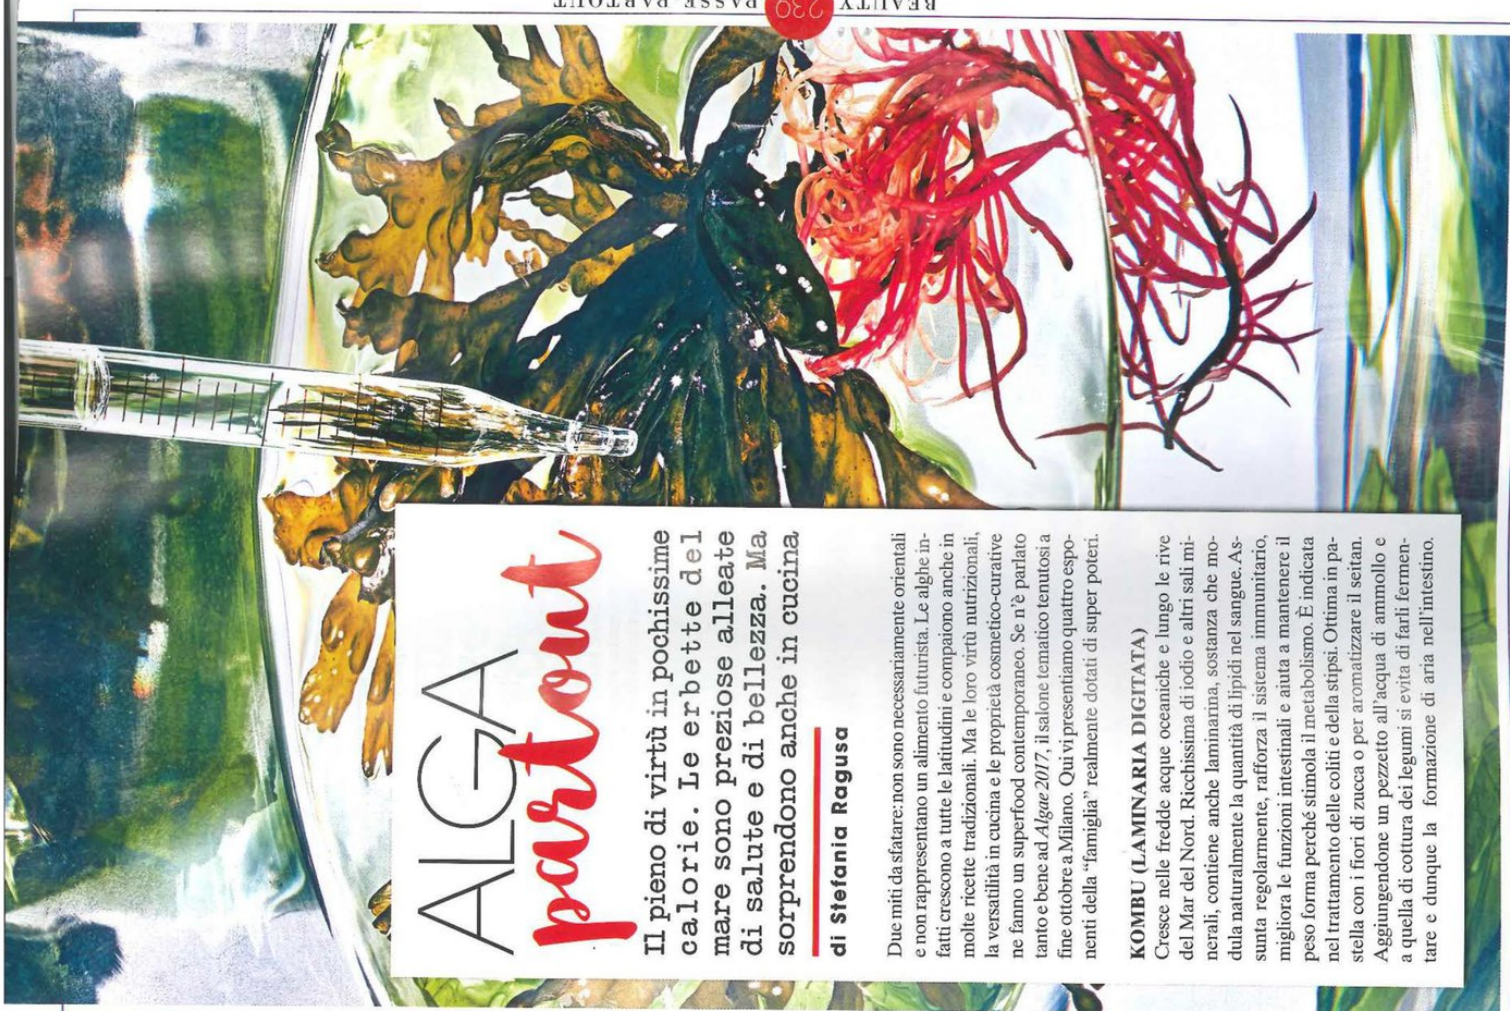 BEAUTY 230 PASSE-PARTOUT
ALGA
partout
Il pieno di virtù in pochissime
calorie. Le erbette del
mare sono preziose alleate
di salute e di bellezza. Ma
sorprendono anche in cucina
di Stefania Ragusa
Due miti da sfatare: non sono necessariamente orientali
e non rappresentano un alimento futurista. Le alghe in-
fatti crescono a tutte le latitudini e compaiono anche in
molte ricette tradizionali. Ma le loro virtù nutrizionali,
la versatilità in cucina e le proprietà cosmetico-curative
ne fanno un superfood contemporaneo. Se n'è parlato
tanto e bene ad Algae 2017, il salone tematico tenutosi a
fine ottobre a Milano. Qui vi presentiamo quattro espo-
nenti della “famiglia” realmente dotati di super poteri.
KOMBU (LAMINARIA DIGITATA)
Cresce nelle fredde acque oceaniche e lungo le rive
del Mar del Nord. Ricchissima di iodio e altri sali mi-
nerali, contiene anche laminarina, sostanza che mo-
dula naturalmente la quantità di lipidi nel sangue. As-
sunta regolarmente, rafforza il sistema immunitario,
migliora le funzioni intestinali e aiuta a mantenere il
peso forma perché stimola il metabolismo. È indicata
nel trattamento delle coliti e della stipsi. Ottima in pa-
stella con i fiori di zucca o per aromatizzare il seitan.
Aggiungendone un pezzetto all'acqua di ammollo e
a quella di cottura dei legumi si evita di farli fermen-
tare e dunque la formazione di aria nell'intestino.